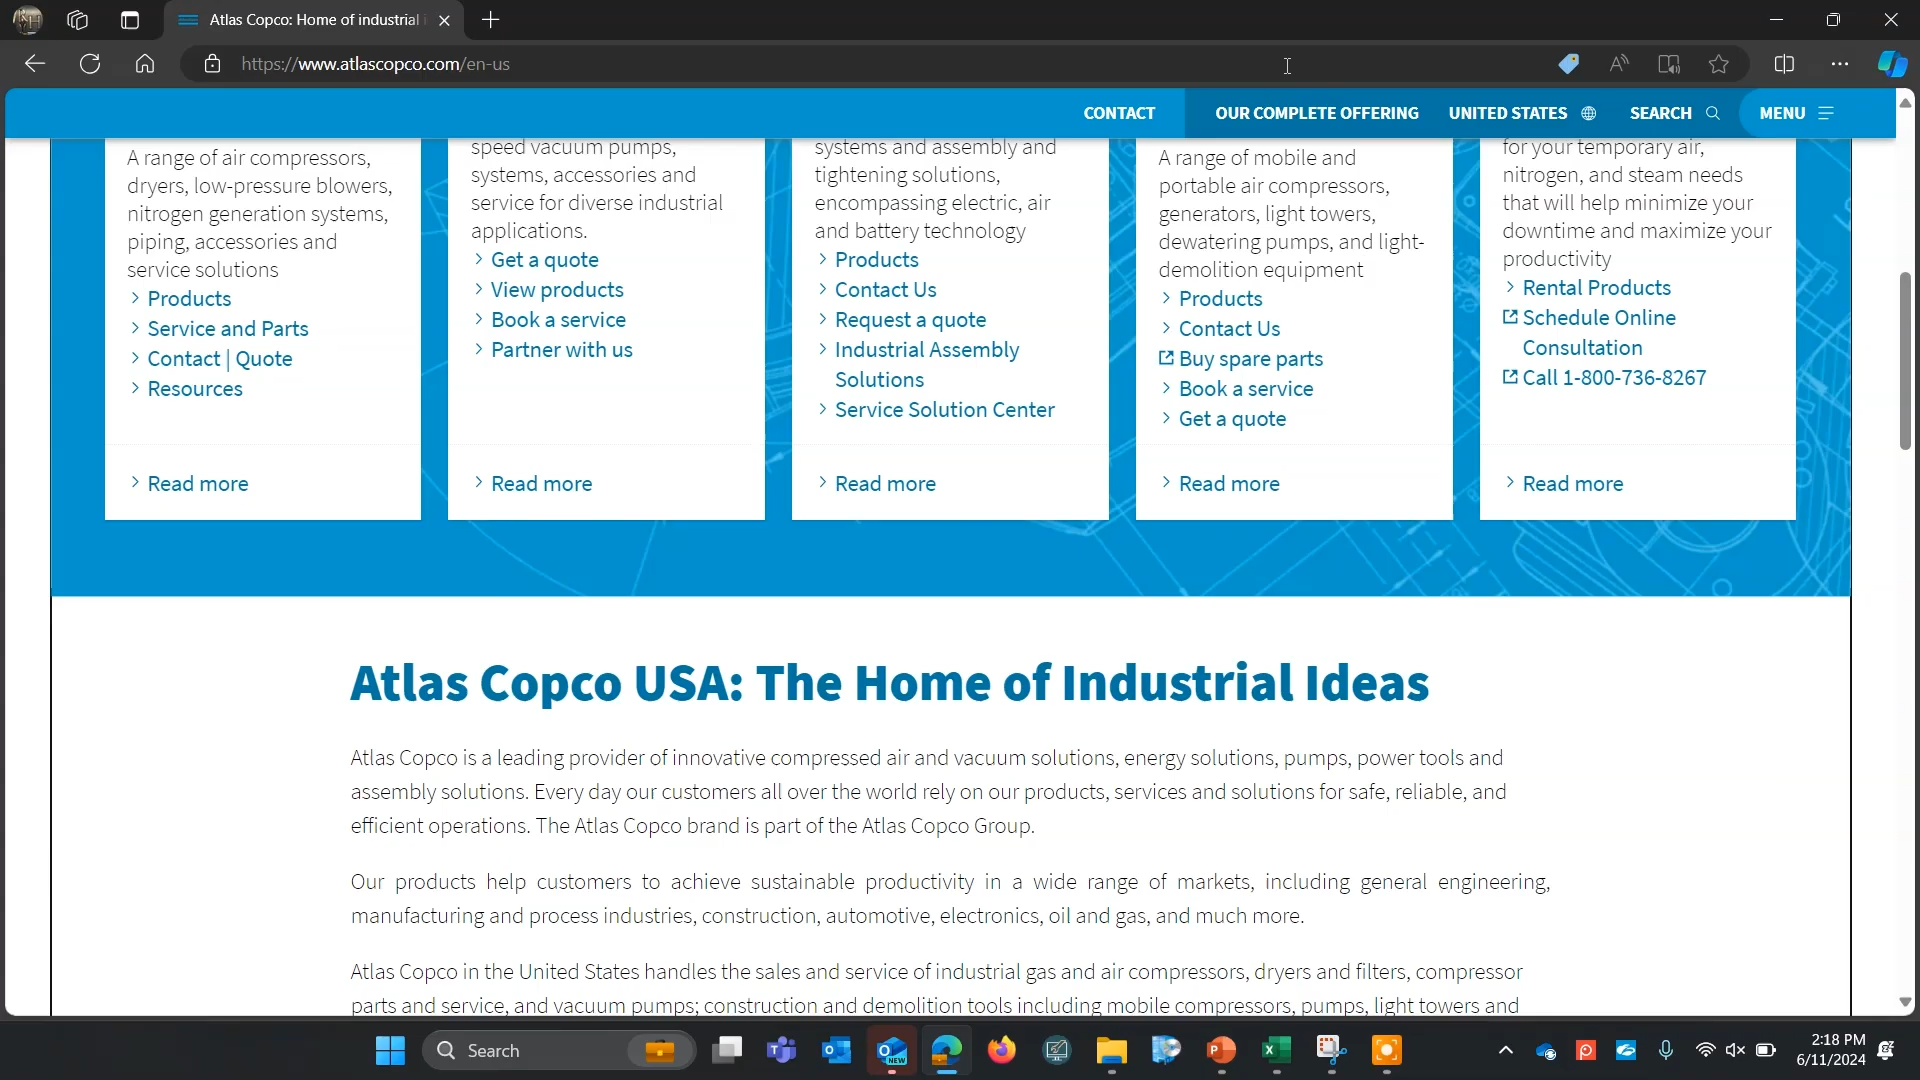 Atlas Copco: Home of industrial i
https://www.atlascopco.com/en-us
CONTACT
OUR COMPLETE OFFERING
UNITED STATES
SEARCH
MENU
A range of air compressors,
dryers, low-pressure blowers,
nitrogen generation systems,
piping, accessories and
service solutions
Products
Service and Parts
Contact | Quote
Resources
Read more
speed vacuum pumps,
systems, accessories and
service for diverse industrial
applications.
Get a quote
View products
Book a service
Partner with us
Read more
systems and assembly and
tightening solutions,
encompassing electric, air
and battery technology
Products
Contact Us
Request a quote
Industrial Assembly
Solutions
Service Solution Center
Read more
A range of mobile and
portable air compressors,
generators, light towers,
dewatering pumps, and light-
demolition equipment
Products
Contact Us
Buy spare parts
Book a service
Get a quote
Read more
for your temporary air,
nitrogen, and steam needs
that will help minimize your
downtime and maximize your
productivity
Rental Products
Schedule Online
Consultation
Call 1-800-736-8267
Read more
Atlas Copco USA: The Home of Industrial Ideas
Atlas Copco is a leading provider of innovative compressed air and vacuum solutions, energy solutions, pumps, power tools and
assembly solutions. Every day our customers all over the world rely on our products, services and solutions for safe, reliable, and
efficient operations. The Atlas Copco brand is part of the Atlas Copco Group.
Our products help customers to achieve sustainable productivity in a wide range of markets, including general engineering,
manufacturing and process industries, construction, automotive, electronics, oil and gas, and much more.
Atlas Copco in the United States handles the sales and service of industrial gas and air compressors, dryers and filters, compressor
parts and service, and vacuum pumps; construction and demolition tools including mobile compressors, pumps, light towers and
Search
NEW
2:18 PM
6/11/2024